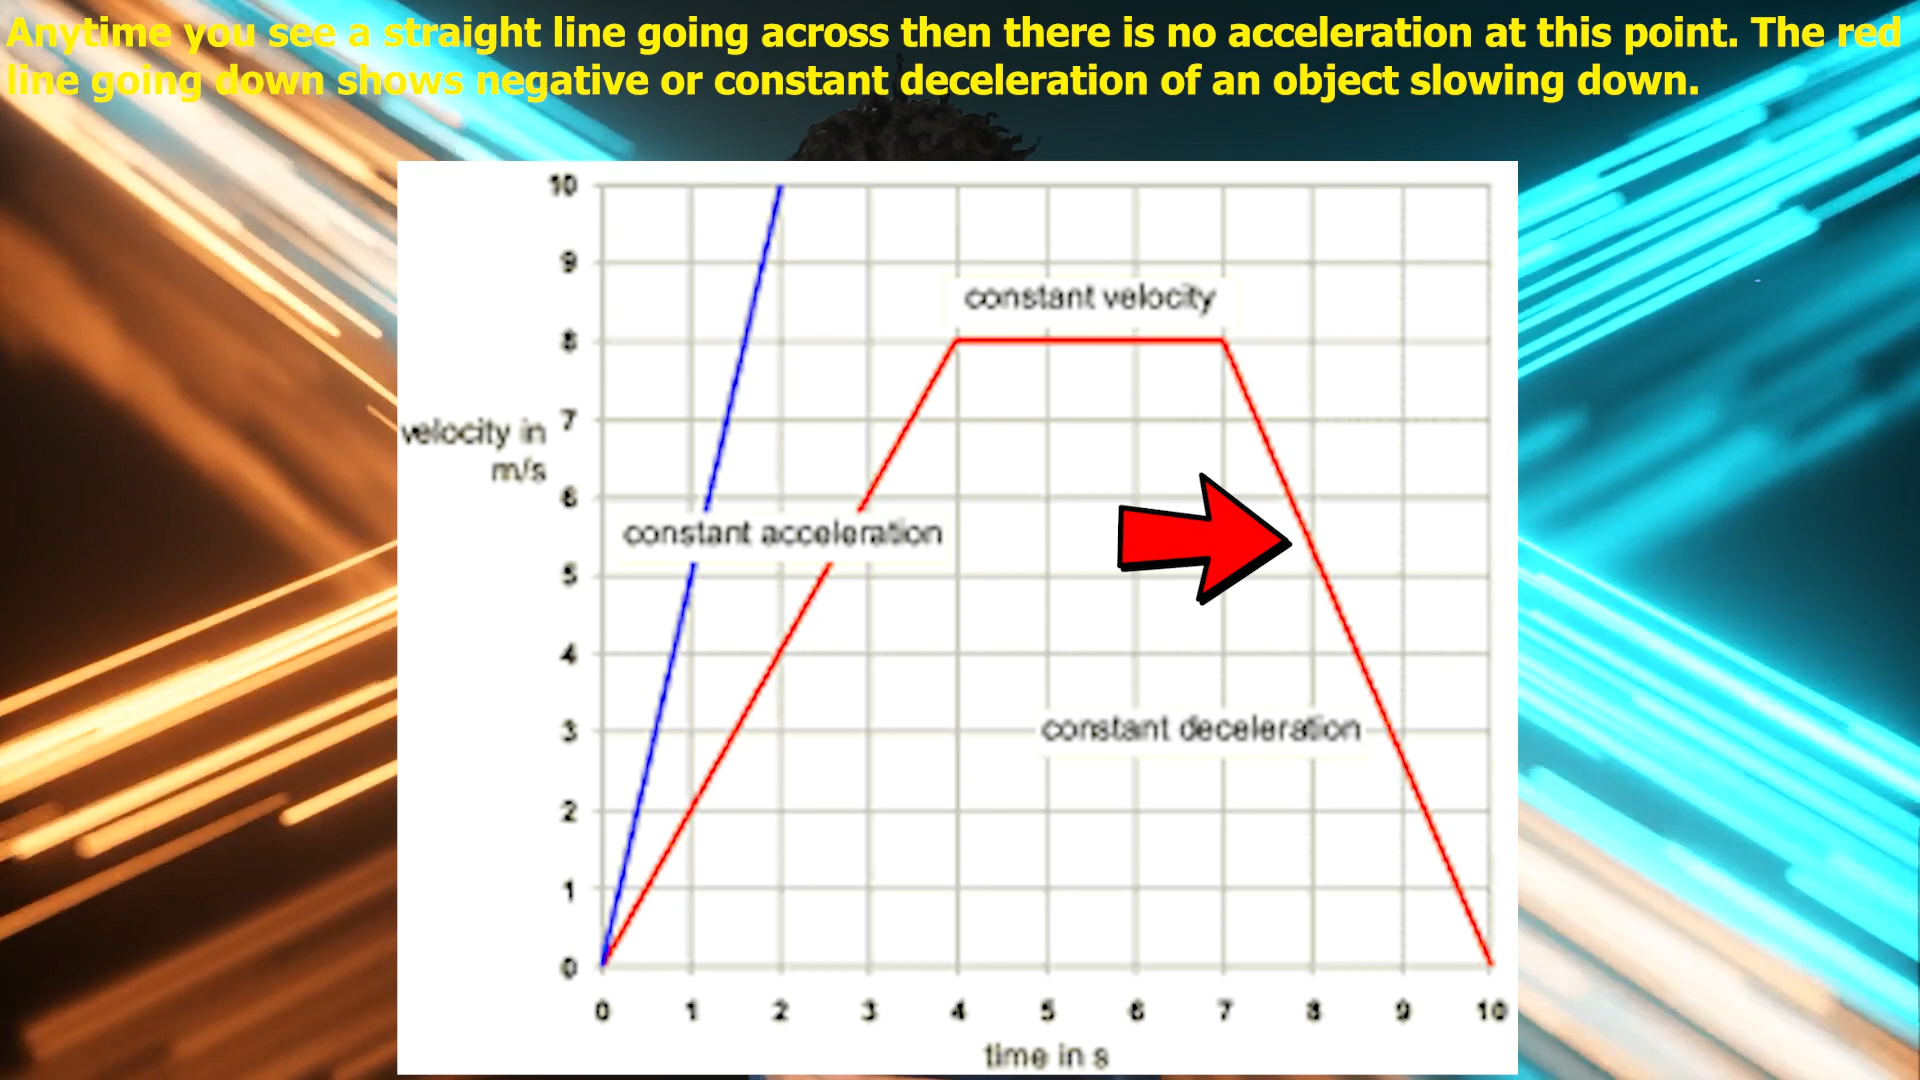 Anytime you see a straight line going across then there is no acceleration at this point. The red
line going down shows negative or constant deceleration of an object slowing down.
10
9
constant velocity
8
7
velocity in
m/s
6
constant acceleration
5
4
constant deceleration
3
2
1
0
0 1 2 3 4 5 6 7 8 9 10
time in s